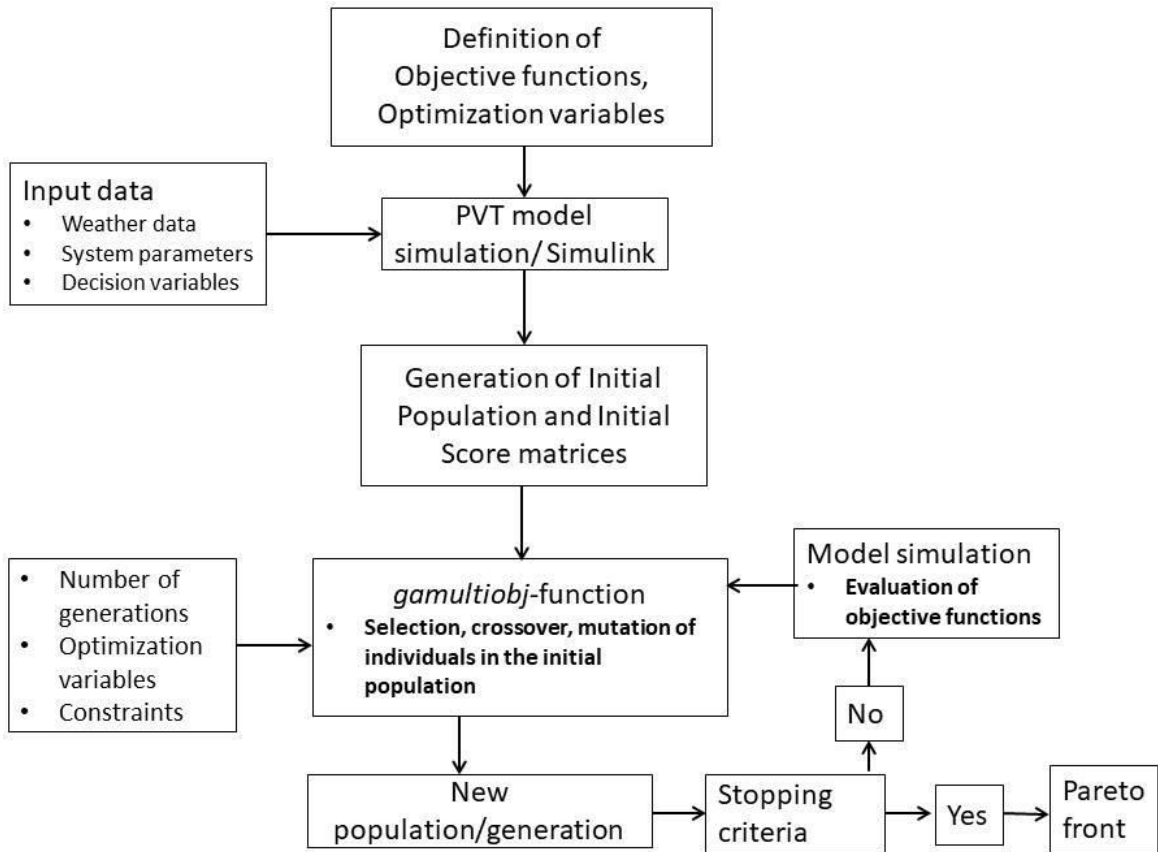 Definition of
Objective functions,
Optimization variables
Input data
• Weather data
• System parameters
• Decision variables
PVT model
simulation/ Simulink
Generation of Initial
Population and Initial
Score matrices
• Number of
generations
• Optimization
variables
• Constraints
gamultiobj-function
• Selection, crossover, mutation of
individuals in the initial
population
Model simulation
• Evaluation of
objective functions
No
New
population/generation
Stopping
criteria
Yes
Pareto
front